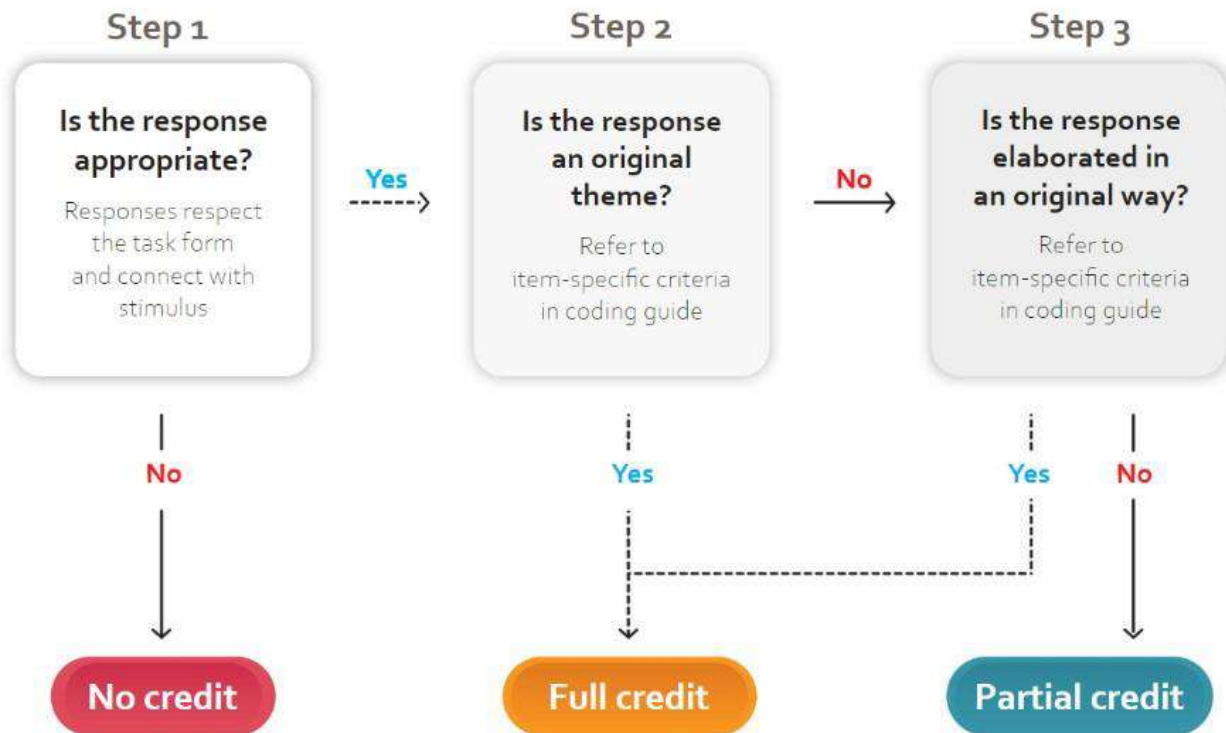 Step 1
Step 2
Step 3
Is the response
appropriate?
Responses respect
the task form
and connect with
stimulus
Yes
Is the response
an original
theme?
Refer to
item-specific criteria
in coding guide
No
Is the response
elaborated in
an original way?
Refer to
item-specific criteria
in coding guide
No
Yes
Yes
No
No credit
Full credit
Partial credit